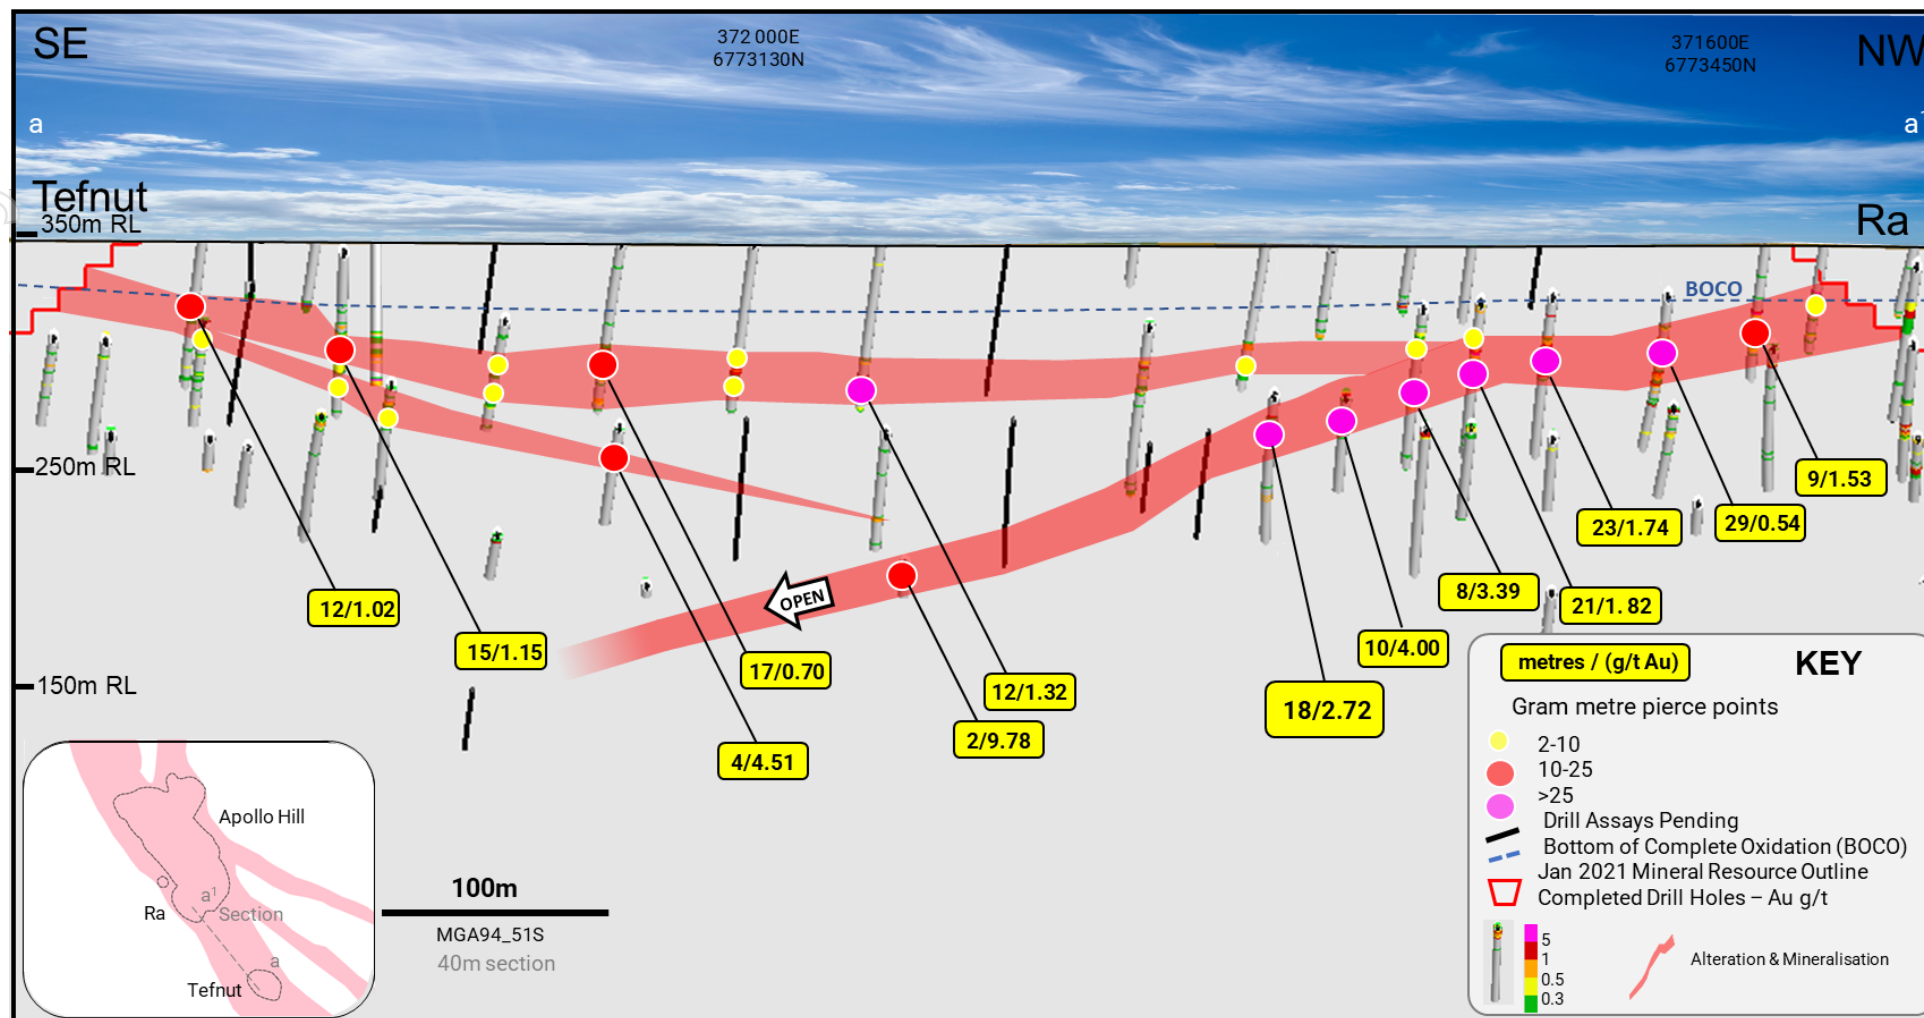 SE
372 000E
6773130N
371600E
6773450N
NW
a
a
Tefnut
350m RL
Ra
BOCO
250m RL
9/1.53
29/0.54
23/1.74
8/3.39
21/1. 82
12/1.02
OPEN
15/1.15
10/4.00
17/0.70
12/1.32
18/2.72
150m RL
2/9.78
4/4.51
metres / (g/t Au)
KEY
Gram metre pierce points
2-10
10-25
>25
Drill Assays Pending
Bottom of Complete Oxidation (BOCO)
Jan 2021 Mineral Resource Outline
Completed Drill Holes – Au g/t
5
1
0.5
0.3
Alteration & Mineralisation
Apollo Hill
a¹
Ra
Section
a
Tefnut
100m
MGA94_51S
40m section